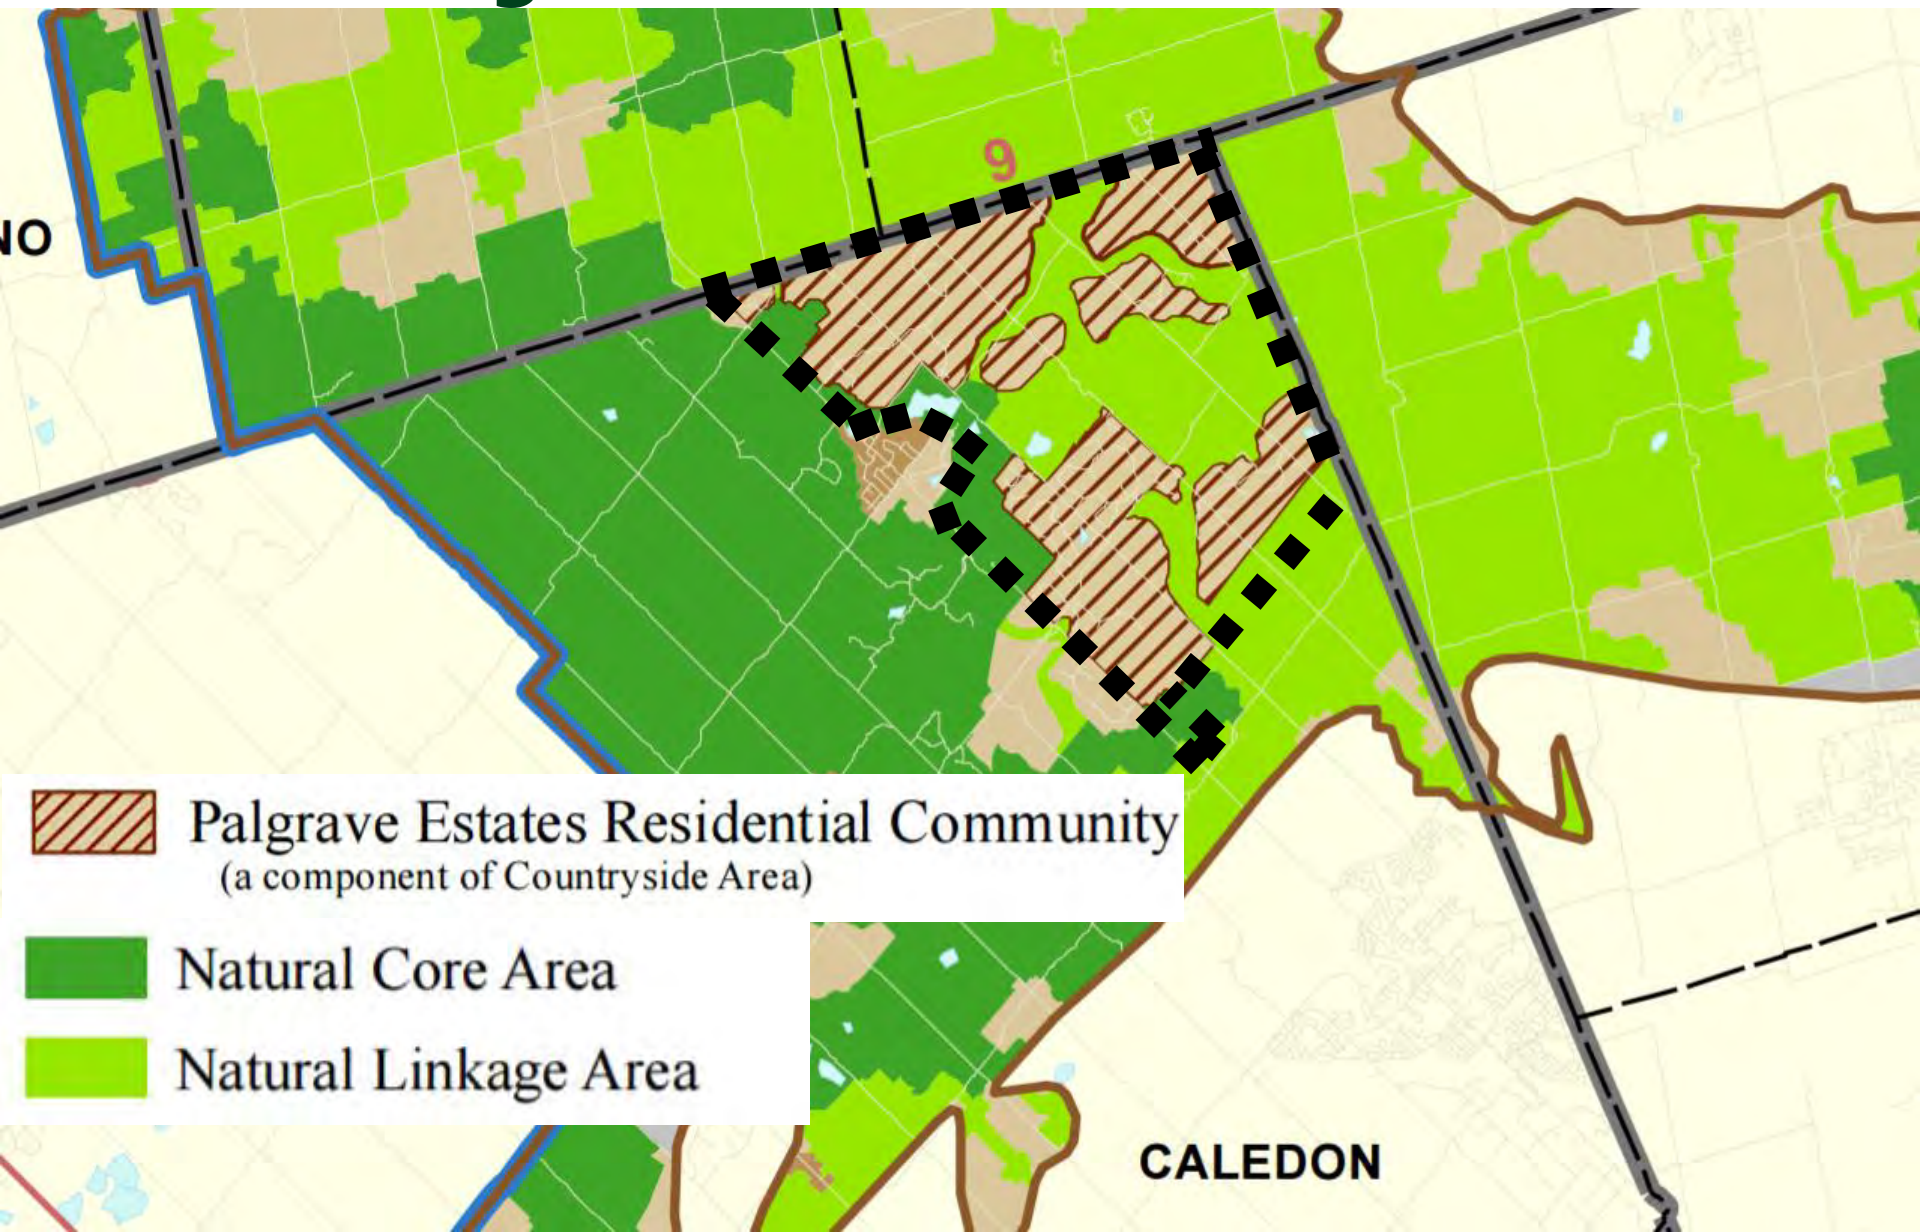 9
NO
Palgrave Estates Residential Community
(a component of Countryside Area)
Natural Core Area
Natural Linkage Area
CALEDON